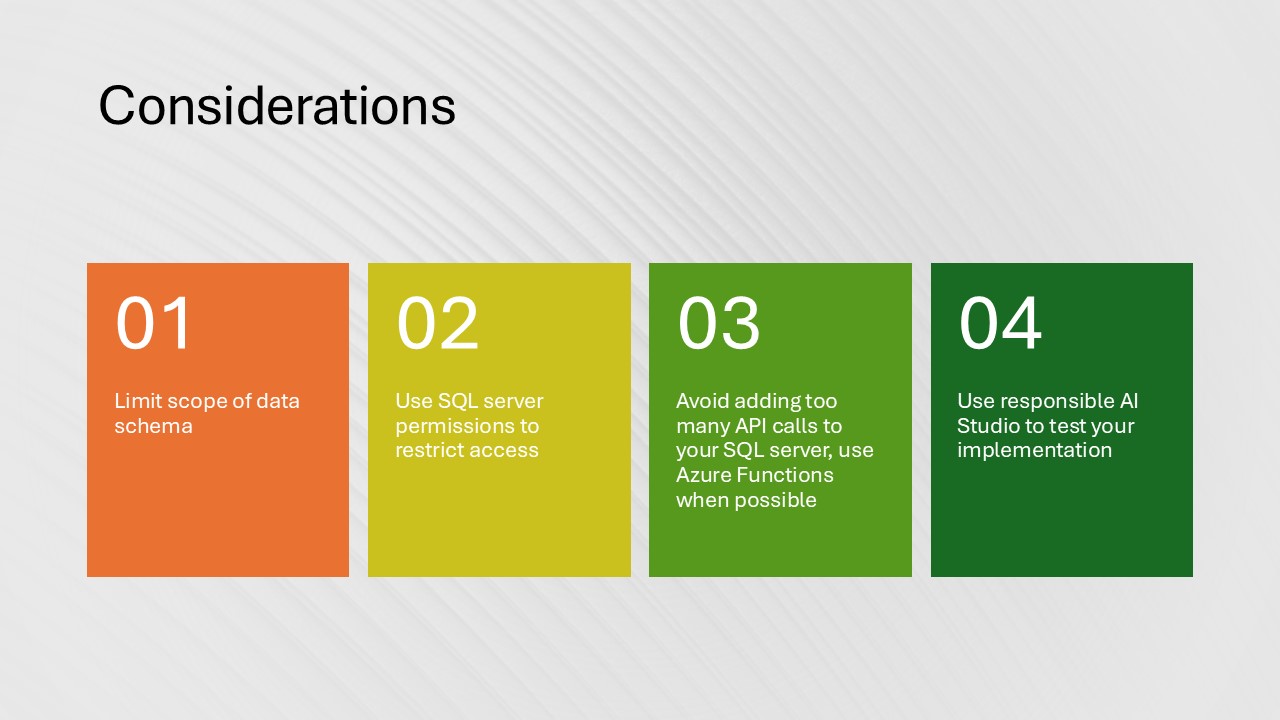 Considerations
01
Limit scope of data
schema
02
Use SQL server
permissions to
restrict access
03
Avoid adding too
many API calls to
your SQL server, use
Azure Functions
when possible
04
Use responsible AI
Studio to test your
implementation